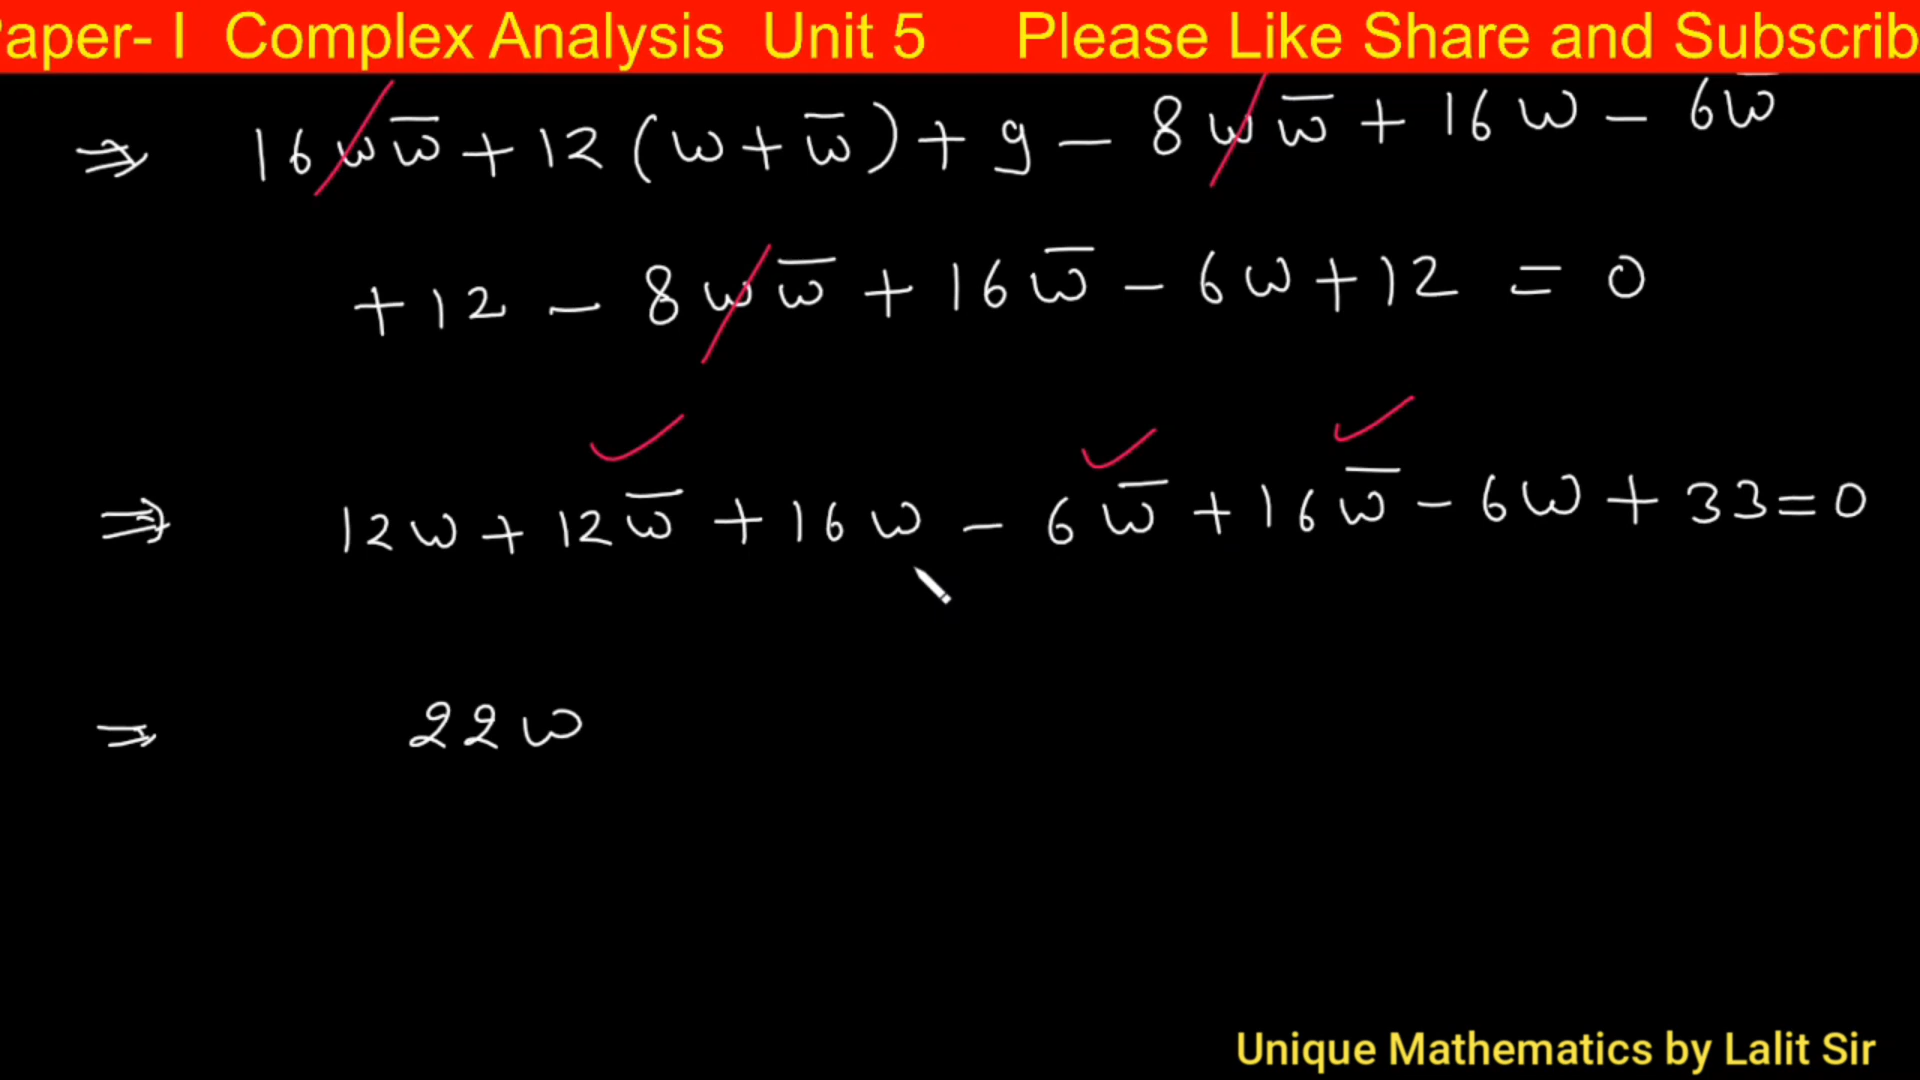 Paper- I Complex Analysis Unit 5 Please Like Share and Subscrib
⇒ 16ww̅ + 12(w + w̅) + 9 - 8ww̅ + 16w - 6w̅
+ 12 - 8ww̅ + 16w̅ - 6w + 12 = 0
⇒ 12w + 12w̅ + 16w - 6w̅ + 16w̅ - 6w + 33 = 0
⇒ 22w
Unique Mathematics by Lalit Sir